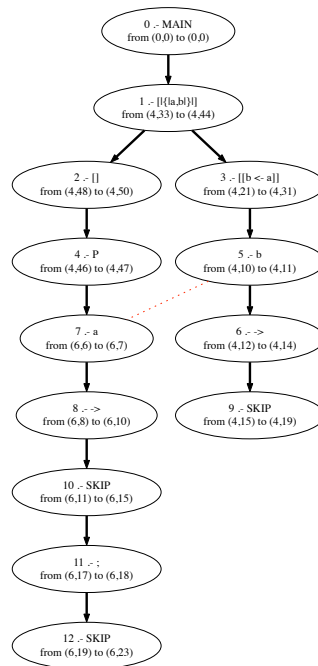 0 .- MAIN
from (0,0) to (0,0)
1 .- [|{|a,b|}|]
from (4,33) to (4,44)
2 .- []
from (4,48) to (4,50)
3 .- [[b <- a]]
from (4,21) to (4,31)
4 .- P
from (4,46) to (4,47)
5 .- b
from (4,10) to (4,11)
7 .- a
from (6,6) to (6,7)
6 .- ->
from (4,12) to (4,14)
8 .- ->
from (6,8) to (6,10)
9 .- SKIP
from (4,15) to (4,19)
10 .- SKIP
from (6,11) to (6,15)
11 .- ;
from (6,17) to (6,18)
12 .- SKIP
from (6,19) to (6,23)